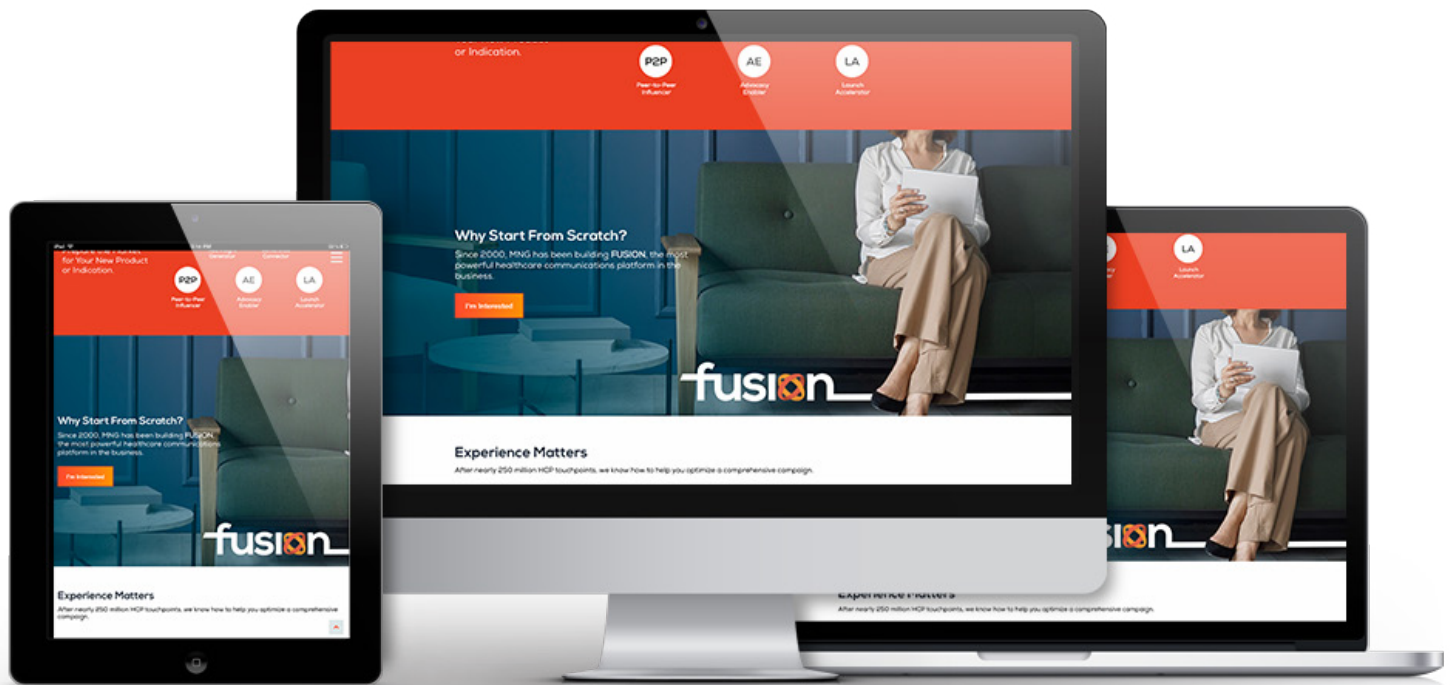 or Indication.
P2P
AE
LA
Peer-to-Peer
Influencer
Advocacy
Enabler
Launch
Accelerator
Why Start From Scratch?
Since 2000, MNG has been building FUSION, the most
powerful healthcare communications platform in the
business.
I'm Interested
fusion
Experience Matters
After nearly 250 million HCP touchpoints, we know how to help you optimize a comprehensive campaign.
iPad
for Your New Product
or Indication.
Generator
Connector
P2P
AE
LA
Peer-to-Peer
Influencer
Advocacy
Enabler
Launch
Accelerator
Why Start From Scratch?
Since 2000, MNG has been building FUSION,
the most powerful healthcare communications
platform in the business.
I'm Interested
fusion
Experience Matters
After nearly 250 million HCP touchpoints, we know how to help you optimize a comprehensive
campaign.
LA
Launch
Accelerator
Experience Matters
After nearly 250 million HCP touchpoints, we know how to help you optimize a comprehensive campaign.